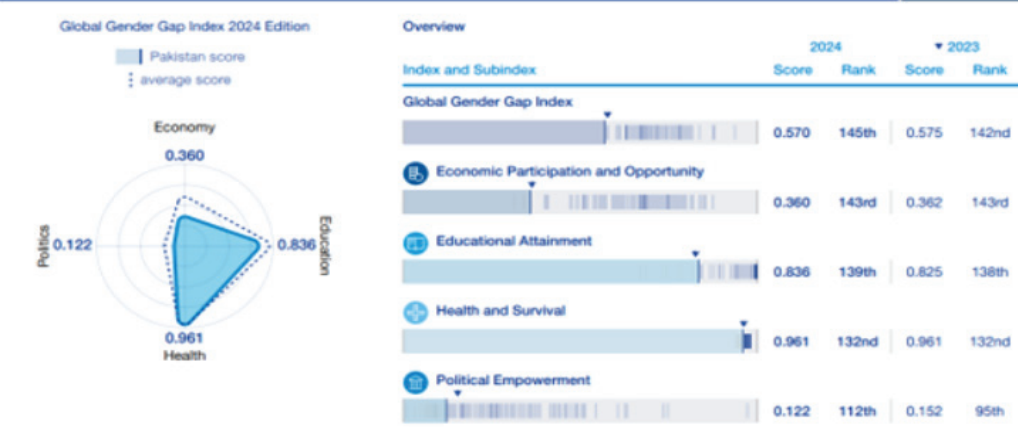 Global Gender Gap Index 2024 Edition
Pakistan score
average score
Economy
0.360
Politics
0.122
0.836
Education
0.961
Health
Overview
2024
2023
Index and Subindex
Score Rank Score Rank
Global Gender Gap Index
0.570 145th 0.575 142nd
Economic Participation and Opportunity
0.360 143rd 0.362 143rd
Educational Attainment
0.836 139th 0.825 138th
Health and Survival
0.961 132nd 0.961 132nd
Political Empowerment
0.122 112th 0.152 95th